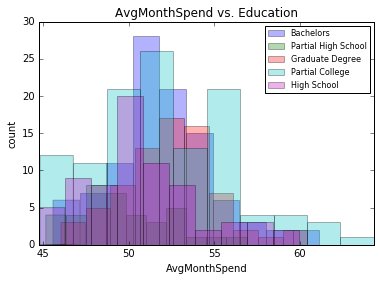 AvgMonthSpend vs. Education
30
25
20
15
10
5
0
count
Bachelors
Partial High School
Graduate Degree
Partial College
High School
45
50
55
60
AvgMonthSpend